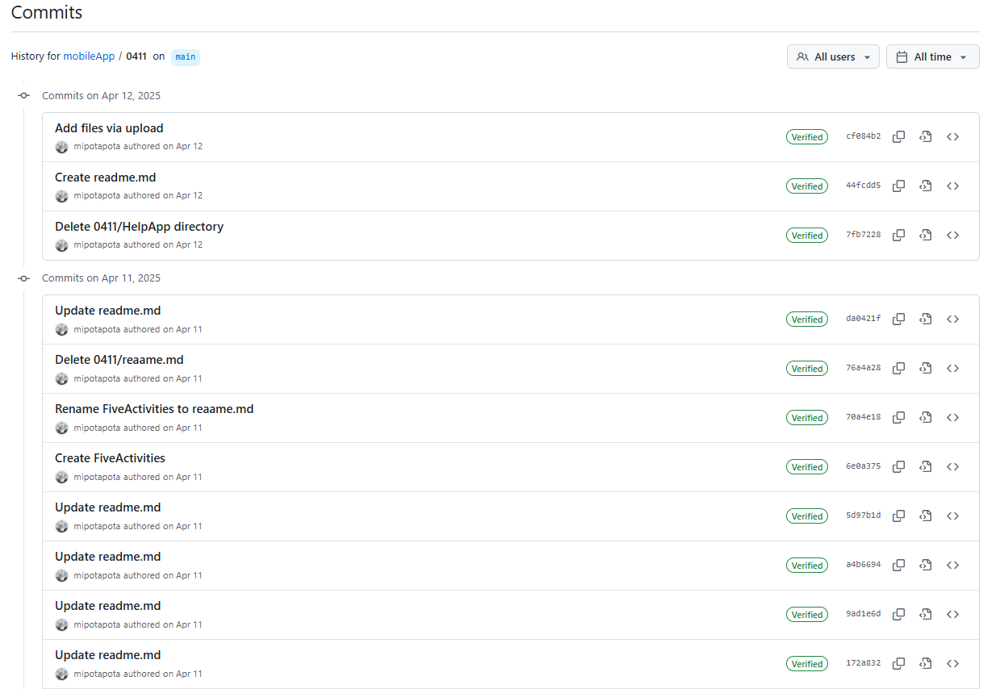 Commits
History for mobileApp / 0411 on main
All users
All time
Commits on Apr 12, 2025
Add files via upload
mipotapota authored on Apr 12
Verified
cf084b2
Create readme.md
mipotapota authored on Apr 12
Verified
44fcdd5
Delete 0411/HelpApp directory
mipotapota authored on Apr 12
Verified
7fb7228
Commits on Apr 11, 2025
Update readme.md
mipotapota authored on Apr 11
Verified
da0421f
Delete 0411/reaame.md
mipotapota authored on Apr 11
Verified
76a4a28
Rename FiveActivities to reaame.md
mipotapota authored on Apr 11
Verified
70a4e18
Create FiveActivities
mipotapota authored on Apr 11
Verified
6e0a375
Update readme.md
mipotapota authored on Apr 11
Verified
5d97b1d
Update readme.md
mipotapota authored on Apr 11
Verified
a4b6694
Update readme.md
mipotapota authored on Apr 11
Verified
9ad1e6d
Update readme.md
mipotapota authored on Apr 11
Verified
172a832